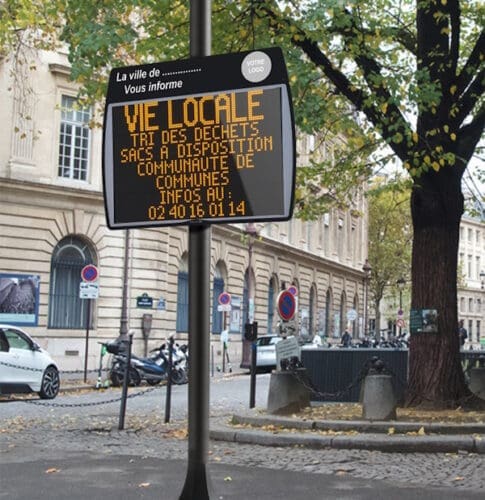 La ville de ...............
Vous informe
VOTRE
LOGO
VIE LOCALE
TRI DES DECHETS
SACS A DISPOSITION
COMMUNAUTE DE
COMMUNES
INFOS AU :
02 40 16 01 14